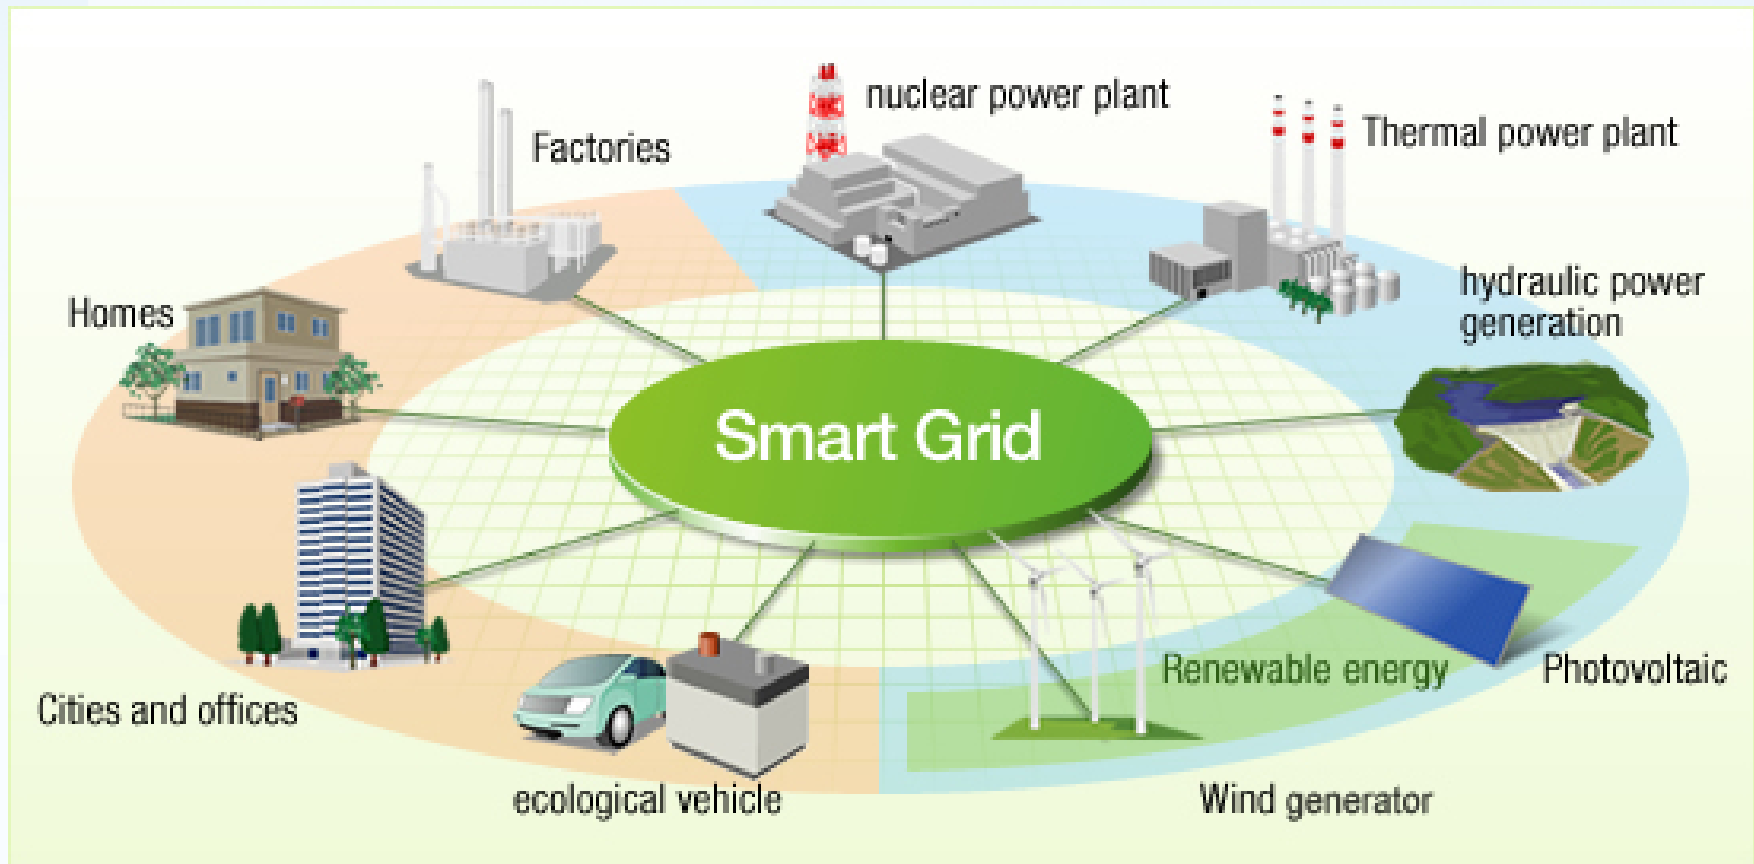 nuclear power plant
Thermal power plant
Factories
hydraulic power
generation
Homes
Smart Grid
Renewable energy
Photovoltaic
Cities and offices
ecological vehicle
Wind generator